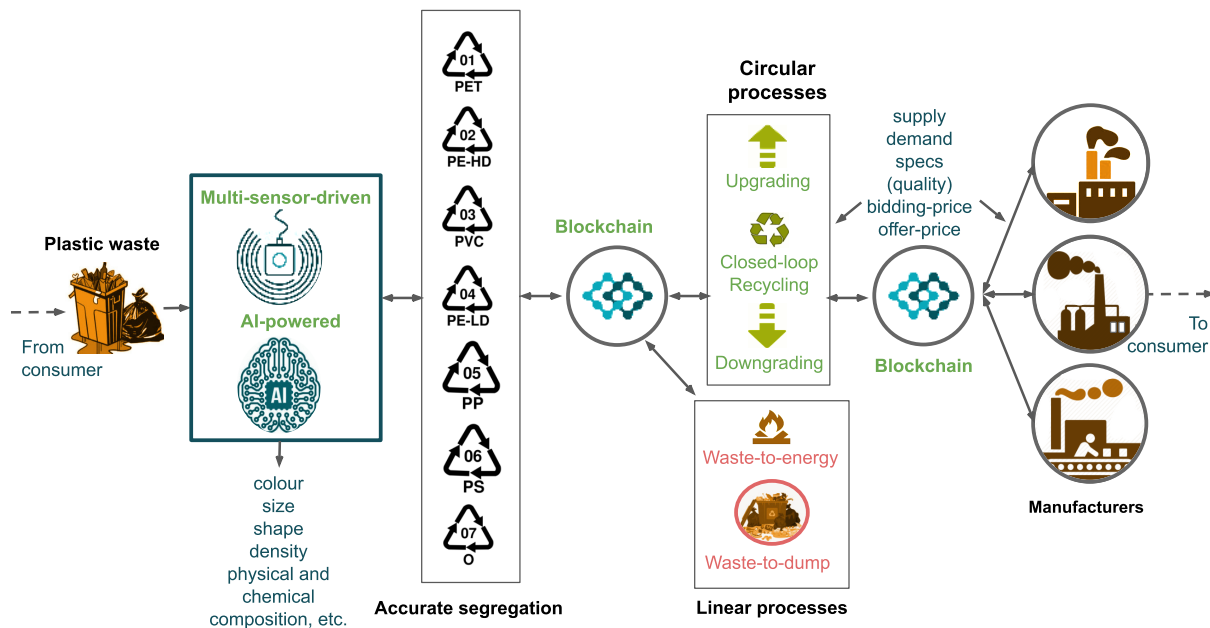 Plastic waste
From
consumer
Multi-sensor-driven
AI-powered
AI
colour
size
shape
density
physical and
chemical
composition, etc.
01
PET
02
PE-HD
03
PVC
04
PE-LD
05
PP
06
PS
07
O
Accurate segregation
Blockchain
Circular
processes
Upgrading
Closed-loop
Recycling
Downgrading
Waste-to-energy
Waste-to-dump
Linear processes
supply
demand
specs
(quality)
bidding-price
offer-price
Blockchain
To
consumer
Manufacturers